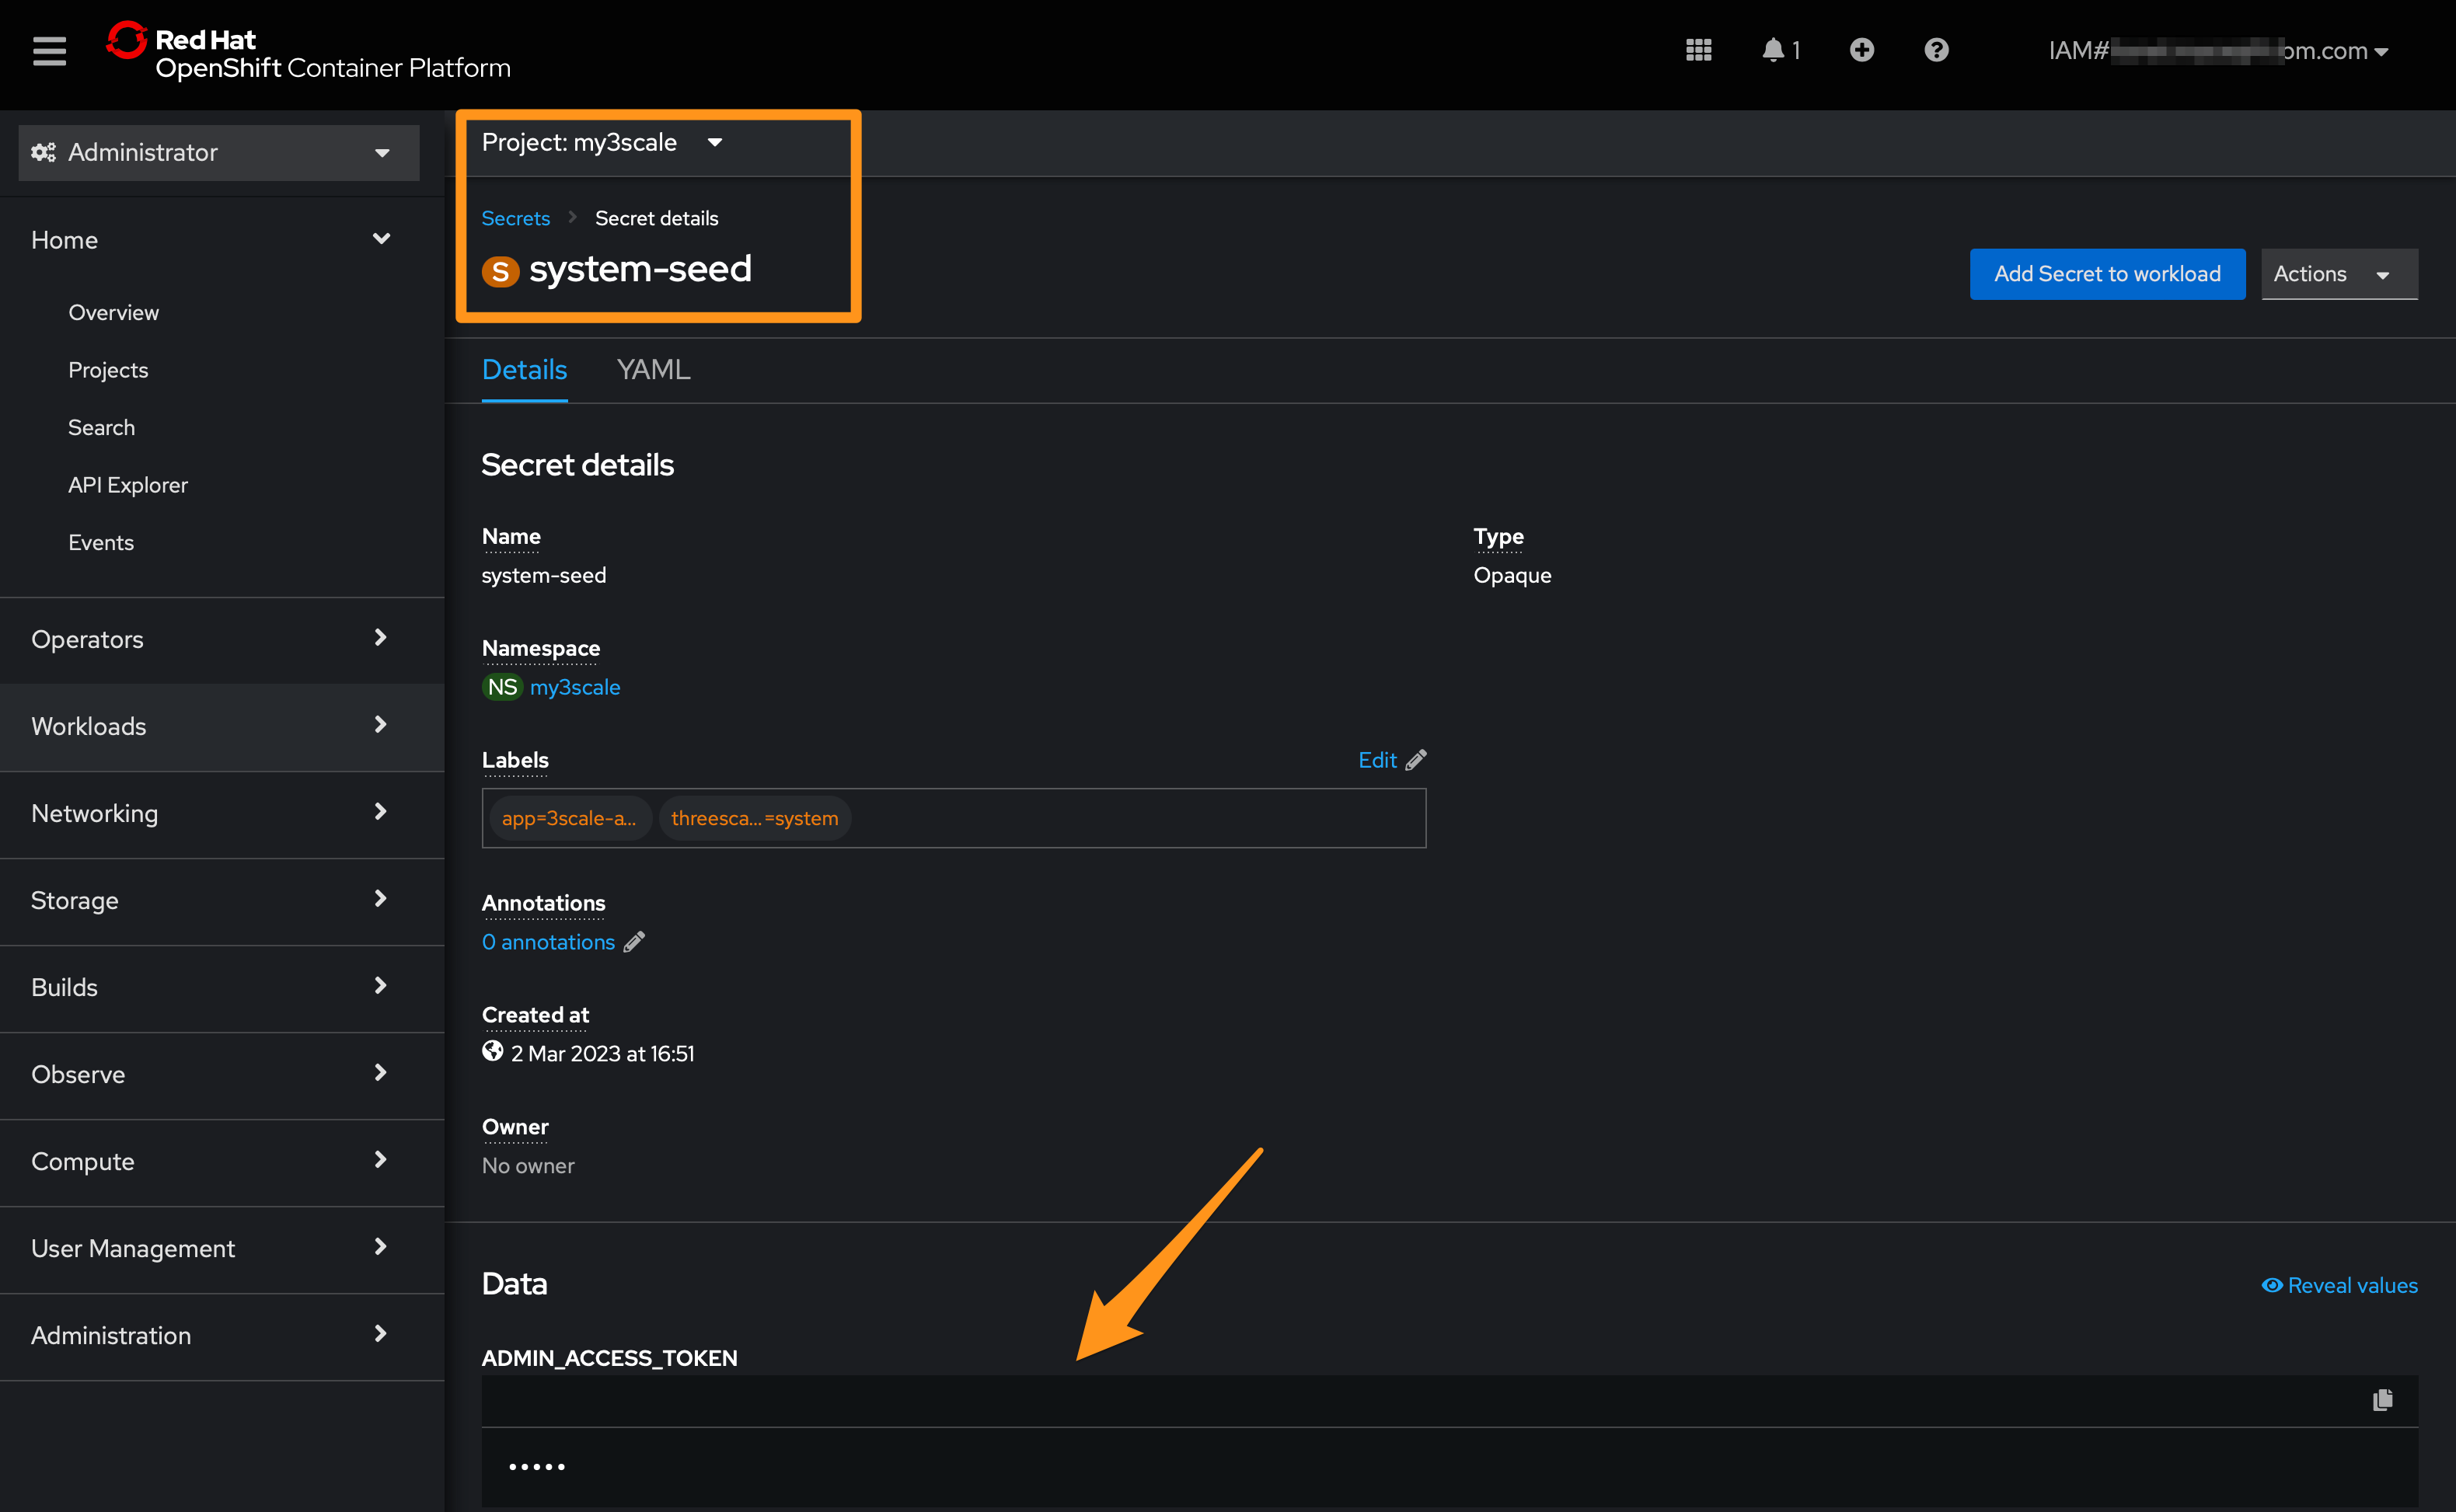 Red Hat
OpenShift Container Platform
1
IAM#
om.com
Administrator
Project: my3scale
Secrets
Secret details
S system-seed
Add Secret to workload
Actions
Home
Overview
Projects
Search
API Explorer
Events
Operators
Workloads
Networking
Storage
Builds
Observe
Compute
User Management
Administration
Details YAML
Secret details
Name
system-seed
Type
Opaque
Namespace
NS my3scale
Labels
Edit
app=3scale-a... threesca...=system
Annotations
0 annotations
Created at
2 Mar 2023 at 16:51
Owner
No owner
Data
Reveal values
ADMIN_ACCESS_TOKEN
•••••